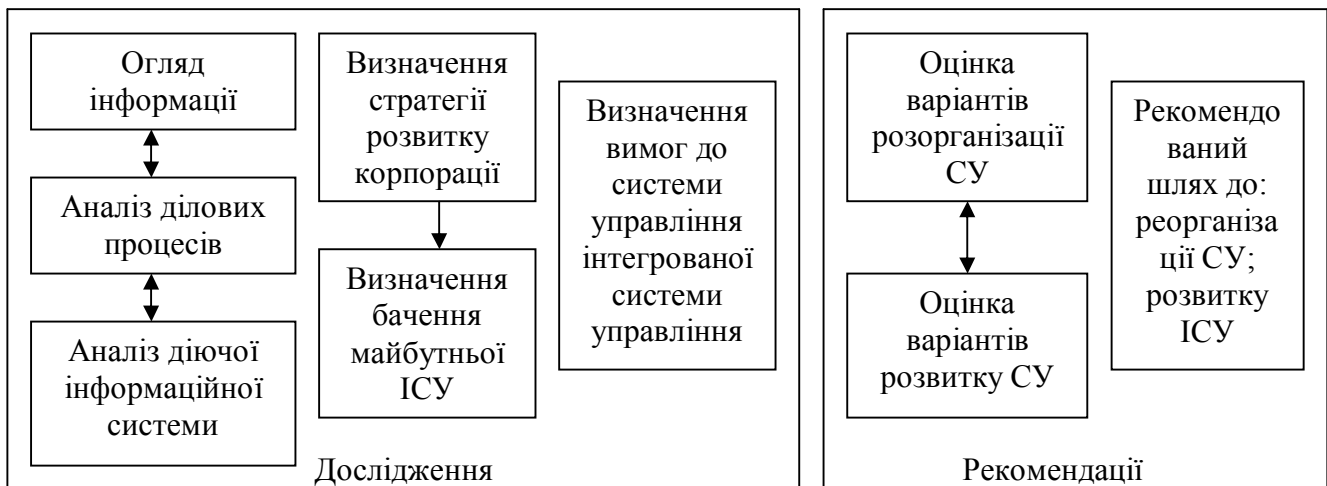 Огляд
інформації
Аналіз ділових
процесів
Аналіз діючої
інформаційної
системи
Визначення
стратегії
розвитку
корпорації
Визначення
бачення
майбутньої
ІСУ
Визначення
вимог до
системи
управління
інтегрованої
системи
управління
Дослідження
Оцінка
варіантів
розорганізації
СУ
Оцінка
варіантів
розвитку СУ
Рекомендо
ваний
шлях до:
реорганіза
ції СУ;
розвитку
ІСУ
Рекомендації